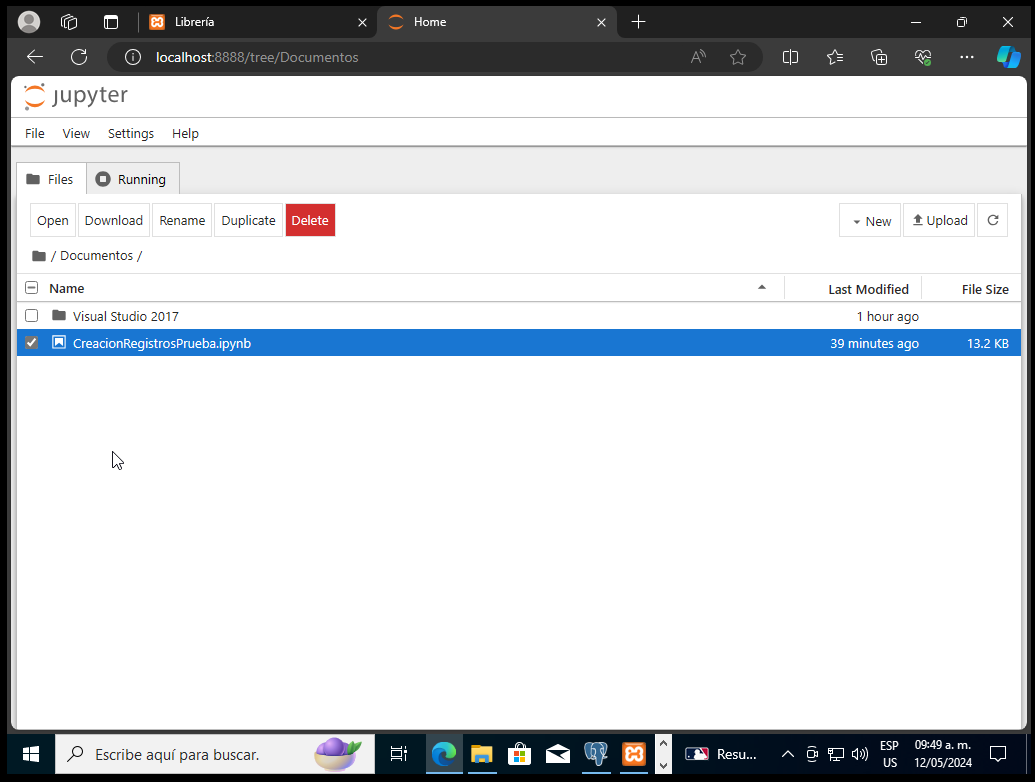 Librería
Home
localhost:8888/tree/Documentos
jupyter
File View Settings Help
Files Running
Open Download Rename Duplicate Delete New Upload
/ Documentos /
Name Last Modified File Size
Visual Studio 2017 1 hour ago
CreacionRegistrosPrueba.ipynb 39 minutes ago 13.2 KB
Escribe aquí para buscar.
Resu...
ESP
US
09:49 a. m.
12/05/2024